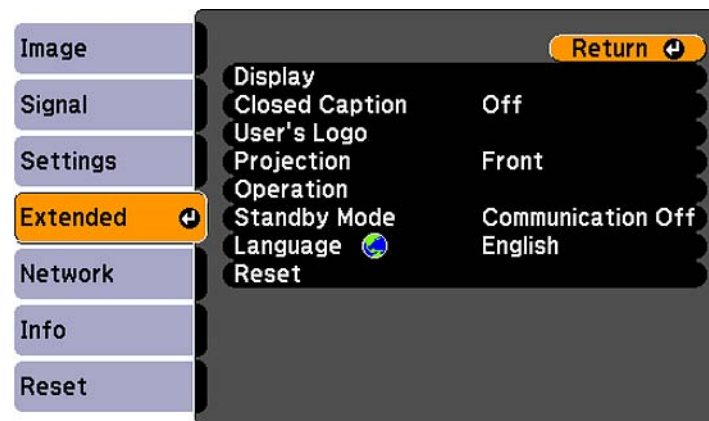 Image
Signal
Settings
Extended
Network
Info
Reset
Return
Display
Closed Caption Off
User's Logo
Projection Front
Operation
Standby Mode Communication Off
Language English
Reset